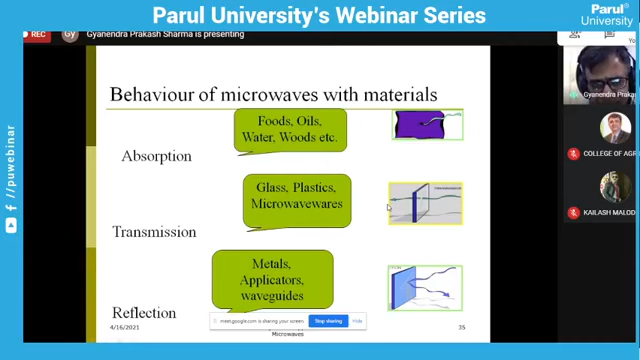 Parul University's Webinar Series
Parul®
University
REC
Gy
Gyanendra Prakash Sharma is presenting
Yo
Behaviour of microwaves with materials
Foods, Oils,
Water, Woods etc.
Absorption
Glass, Plastics,
Microwavewares
Transmission
Metals,
Applicators,
waveguides
Reflection
meet.google.com is sharing your screen.
Stop sharing
Hide
4/16/2021
Microwaves
35
Gyanendra Praka
COLLEGE OF AGR
KAILASH MALOD
/puwebinar